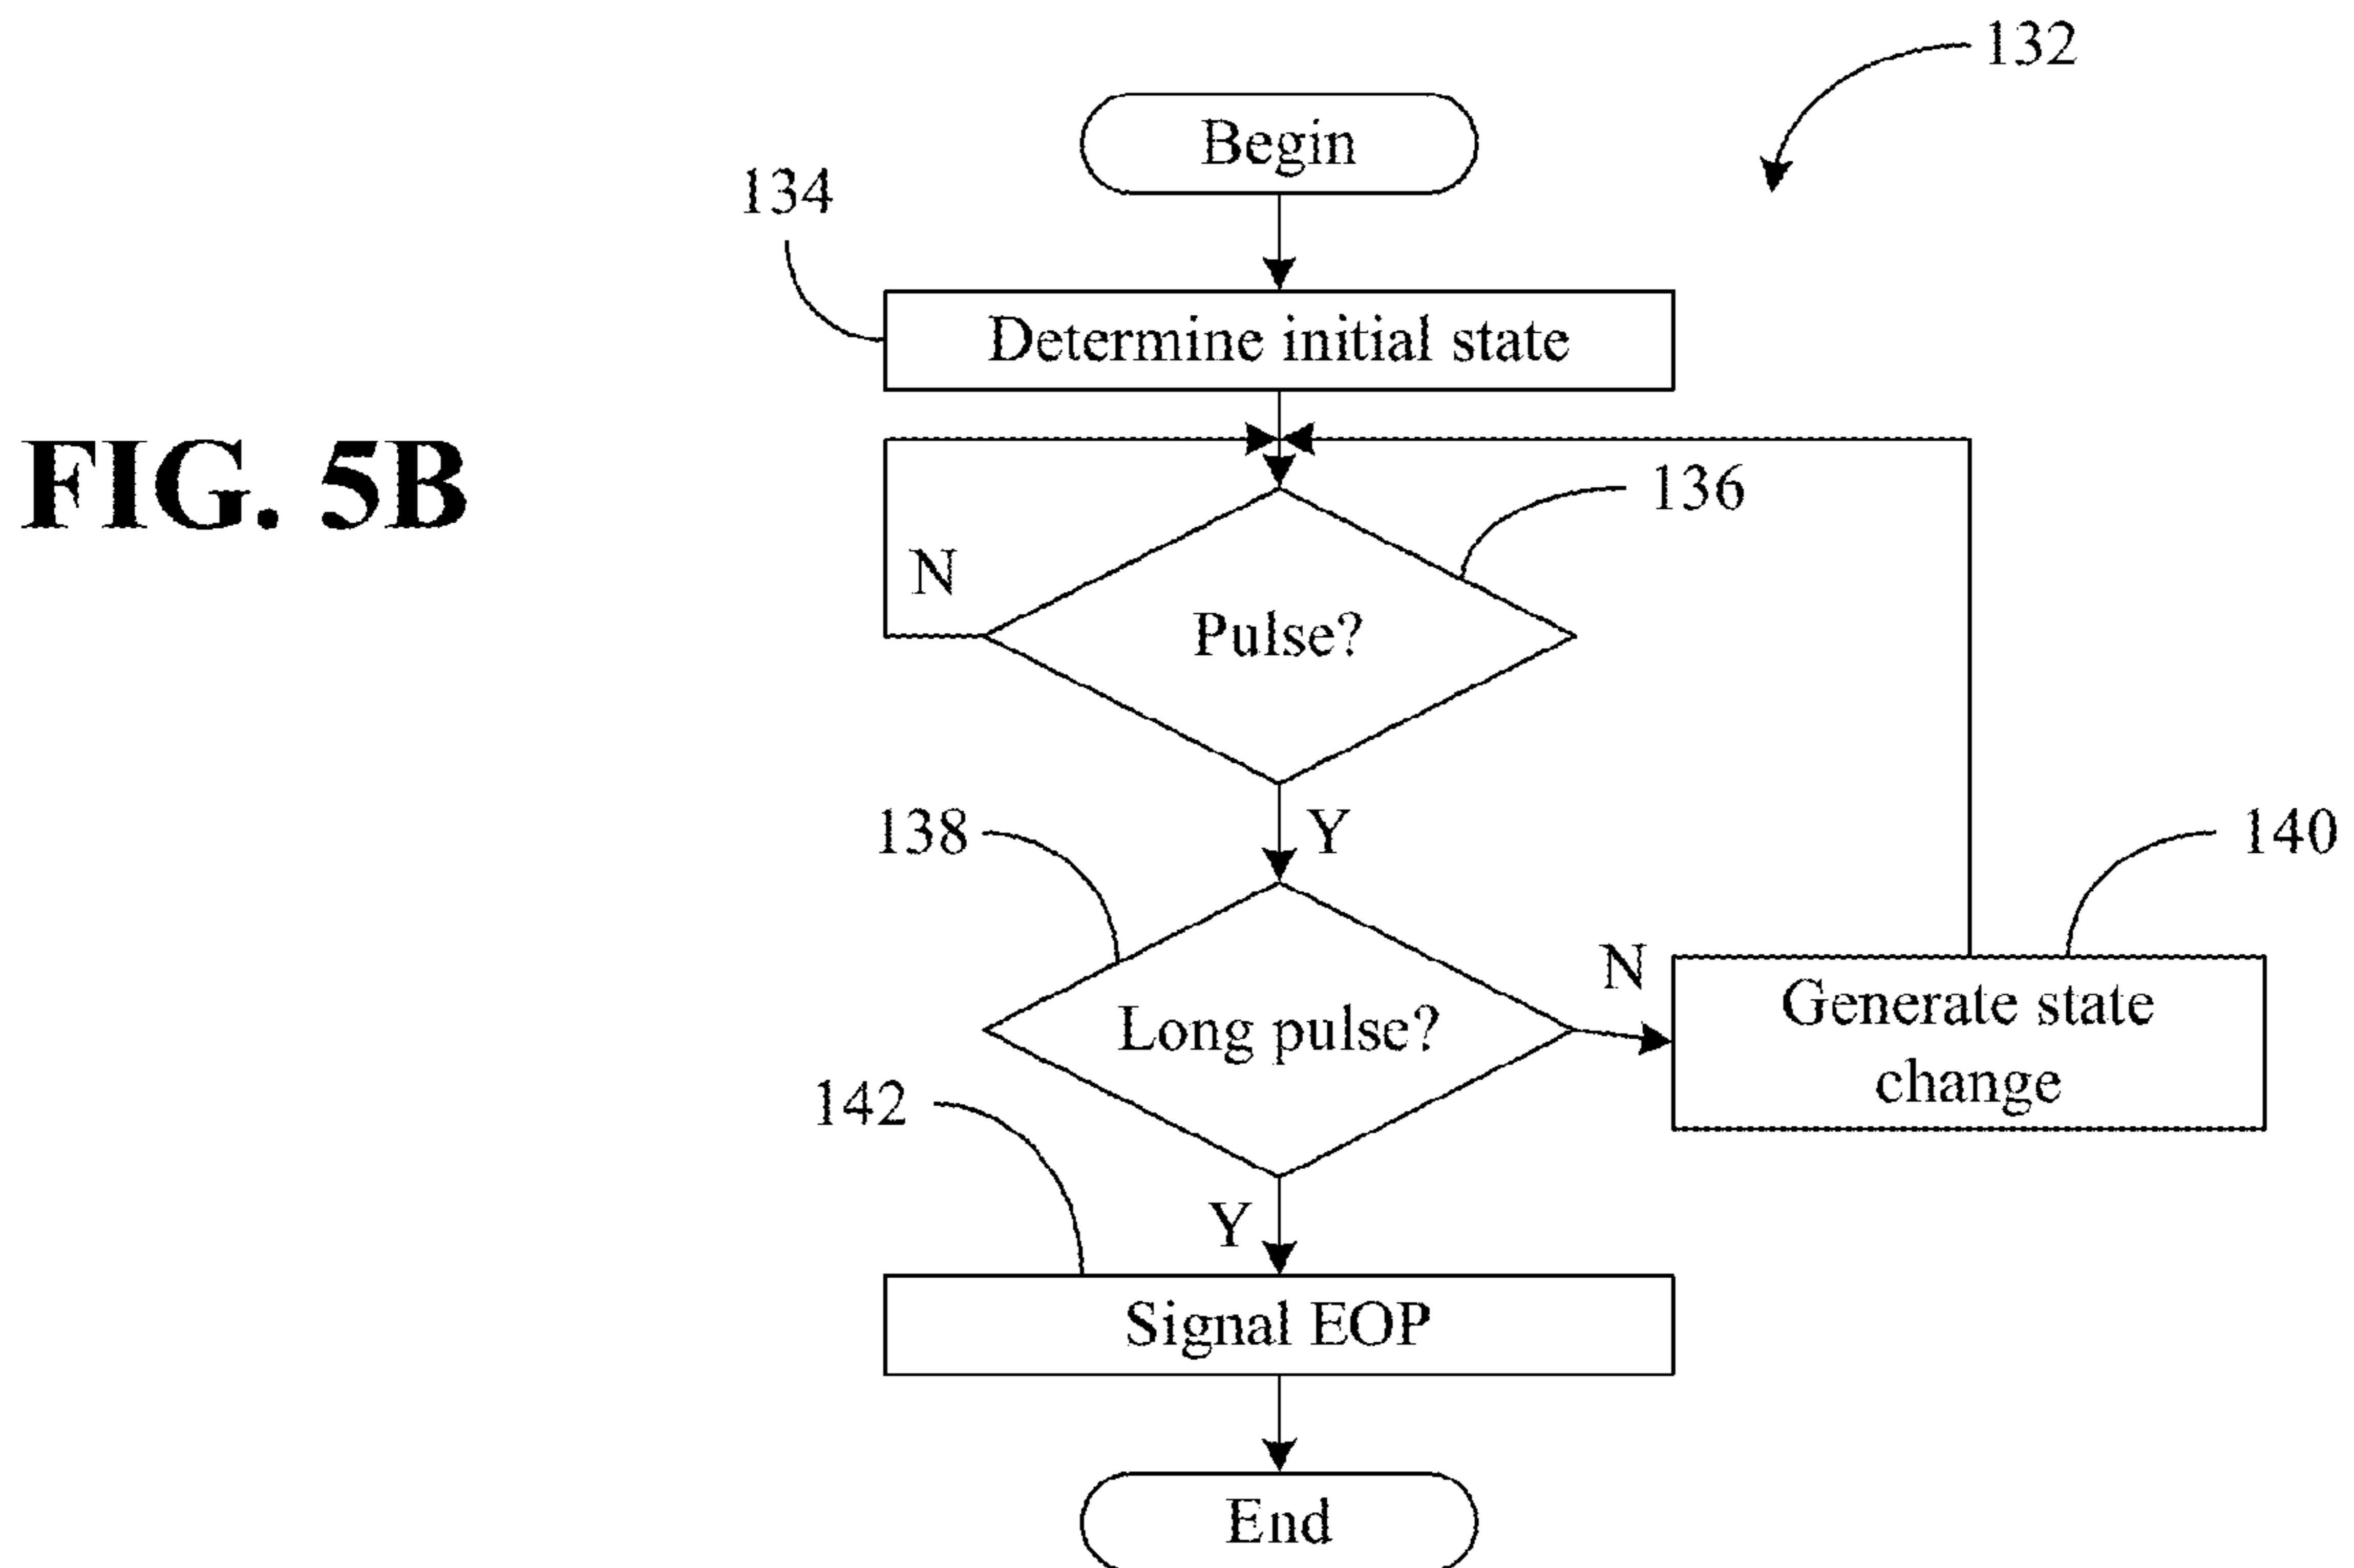 132
Begin
134
Determine initial state
FIG. 5B
136
N
Pulse?
138
Y
140
N
Long pulse?
Generate state
change
142
Y
Signal EOP
End